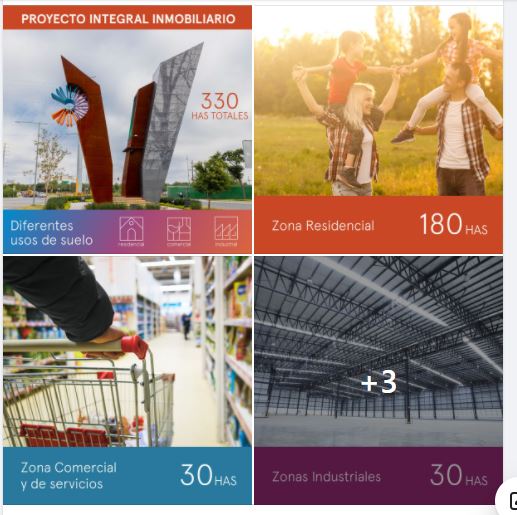 PROYECTO INTEGRAL INMOBILIARIO
330
HAS TOTALES
Diferentes
usos de suelo
residencial
comercial
industrial
Zona Residencial
180 HAS
+3
Zona Comercial
y de servicios
30 HAS
Zonas Industriales
30 HAS